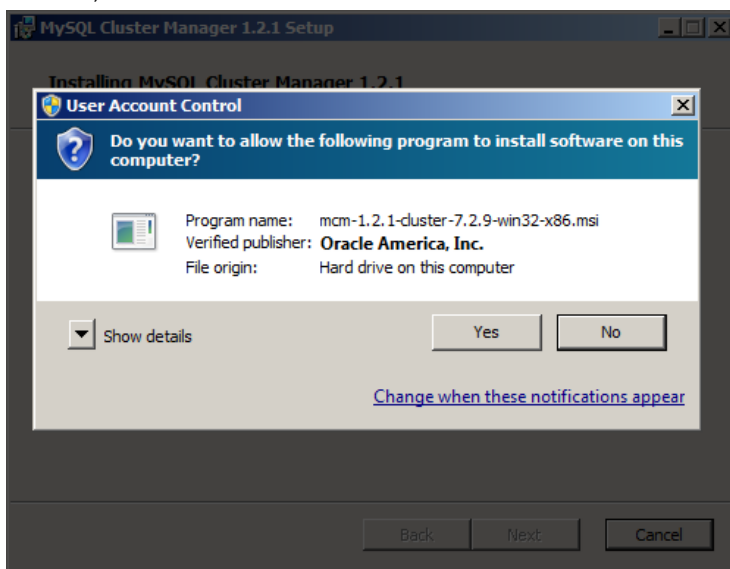 MySQL Cluster Manager 1.2.1 Setup
Installing MySQL Cluster Manager 1.2.1
User Account Control
Do you want to allow the following program to install software on this
computer?
Program name: mcm-1.2.1-cluster-7.2.9-win32-x86.msi
Verified publisher: Oracle America, Inc.
File origin: Hard drive on this computer
Show details
Yes
No
Change when these notifications appear
Back
Next
Cancel